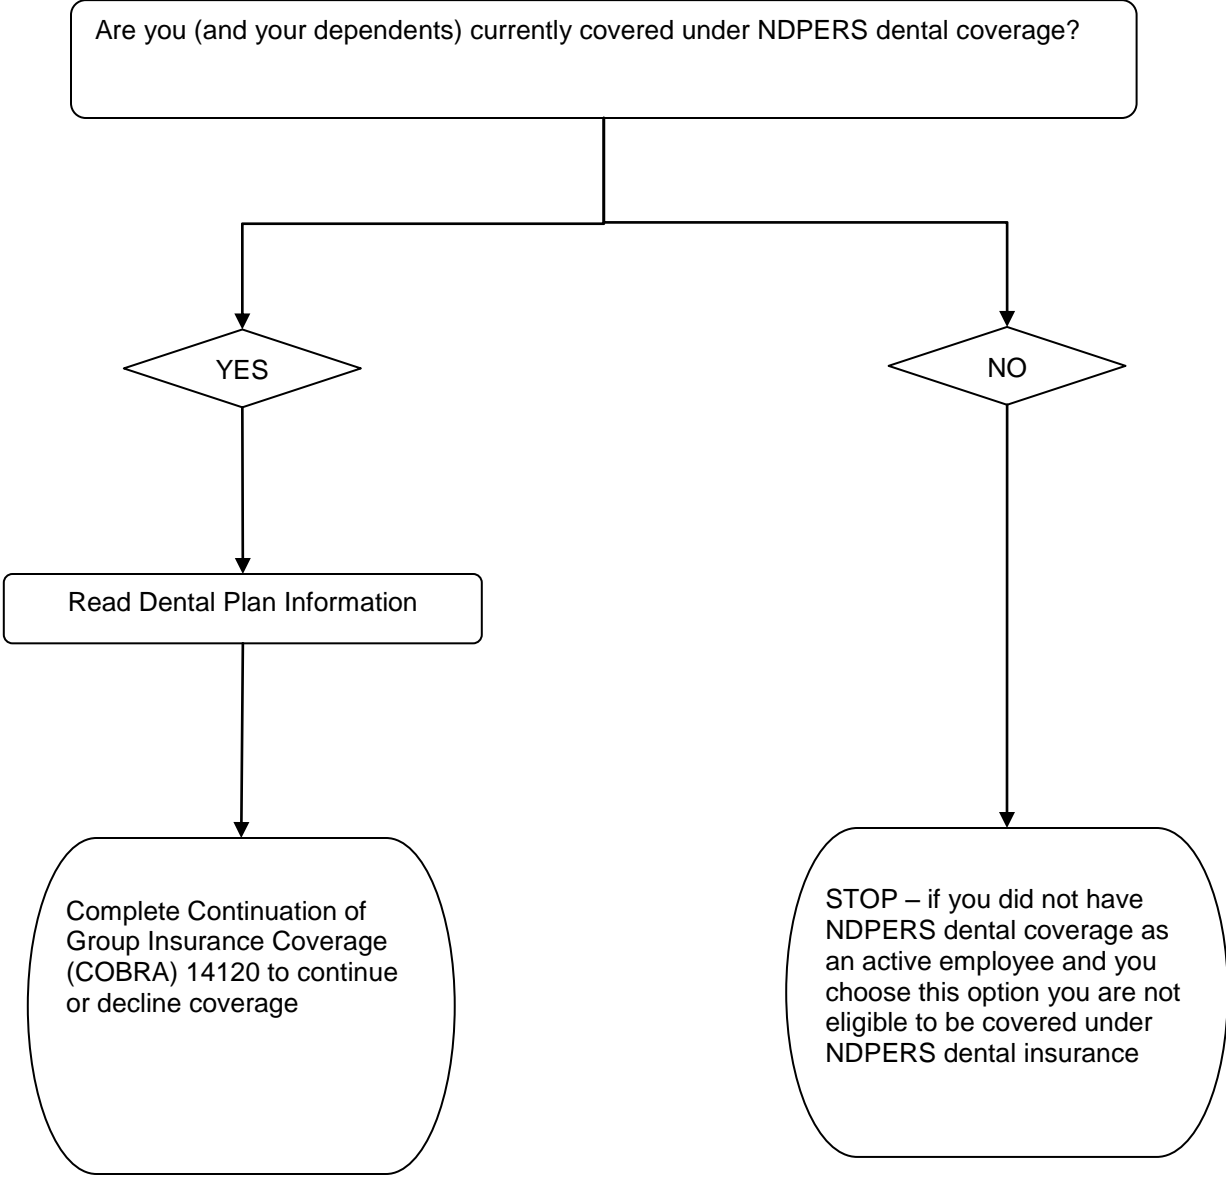 Are you (and your dependents) currently covered under NDPERS dental coverage?
YES
NO
Read Dental Plan Information
Complete Continuation of
Group Insurance Coverage
(COBRA) 14120 to continue
or decline coverage
STOP – if you did not have
NDPERS dental coverage as
an active employee and you
choose this option you are not
eligible to be covered under
NDPERS dental insurance